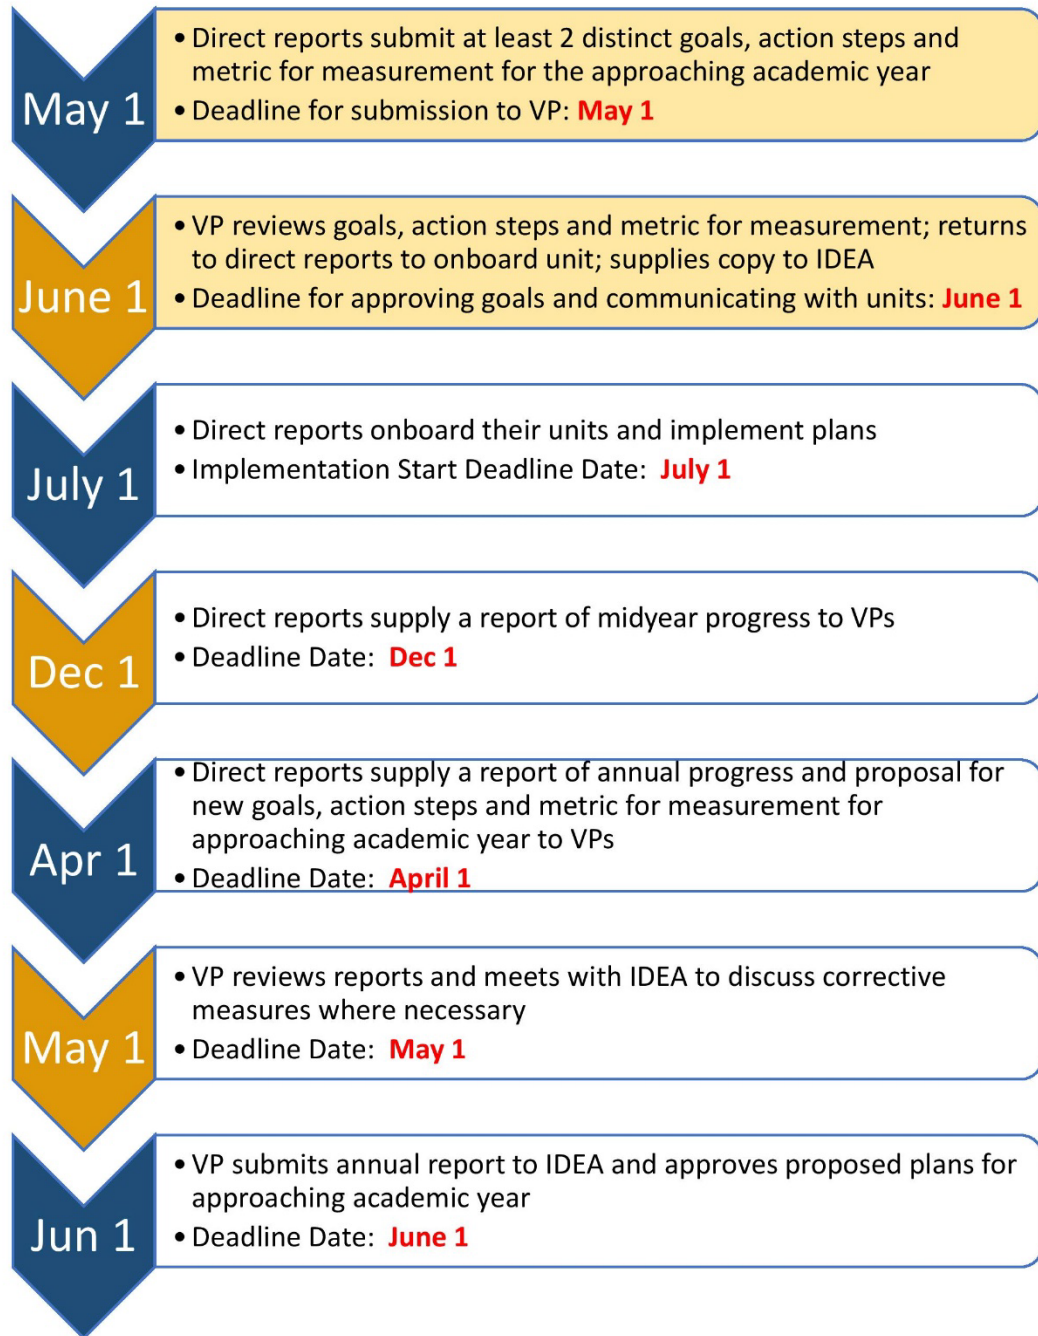 May 1
• Direct reports submit at least 2 distinct goals, action steps and
metric for measurement for the approaching academic year
• Deadline for submission to VP: May 1
June 1
• VP reviews goals, action steps and metric for measurement; returns
to direct reports to onboard unit; supplies copy to IDEA
• Deadline for approving goals and communicating with units: June 1
July 1
• Direct reports onboard their units and implement plans
• Implementation Start Deadline Date: July 1
Dec 1
• Direct reports supply a report of midyear progress to VPs
• Deadline Date: Dec 1
Apr 1
• Direct reports supply a report of annual progress and proposal for
new goals, action steps and metric for measurement for
approaching academic year to VPs
• Deadline Date: April 1
May 1
• VP reviews reports and meets with IDEA to discuss corrective
measures where necessary
• Deadline Date: May 1
Jun 1
• VP submits annual report to IDEA and approves proposed plans for
approaching academic year
• Deadline Date: June 1